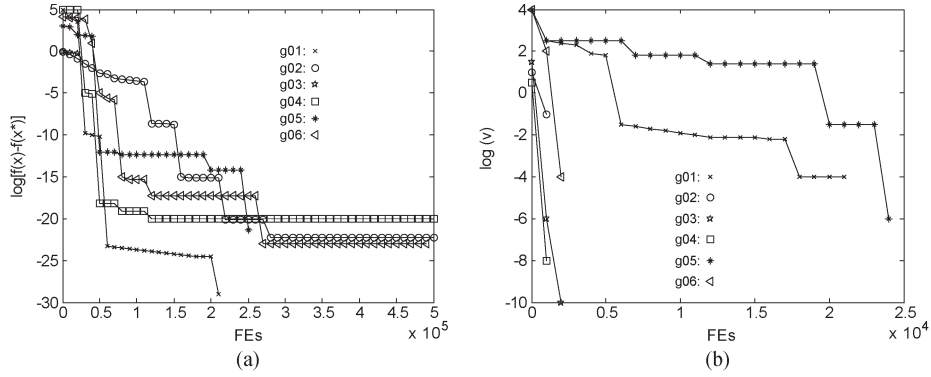 (a)
5
0
-5
-10
-15
-20
-25
-30
log[f(x)-f(x*)]
g01:
g02:
g03:
g04:
g05:
g06:
0 0.5 1 1.5 2 2.5 3 3.5 4 4.5 5
FEs
x 10^5
(a)
4
2
0
-2
-4
-6
-8
-10
log (v)
g01:
g02:
g03:
g04:
g05:
g06:
0 0.5 1 1.5 2 2.5
FEs
x 10^4
(b)